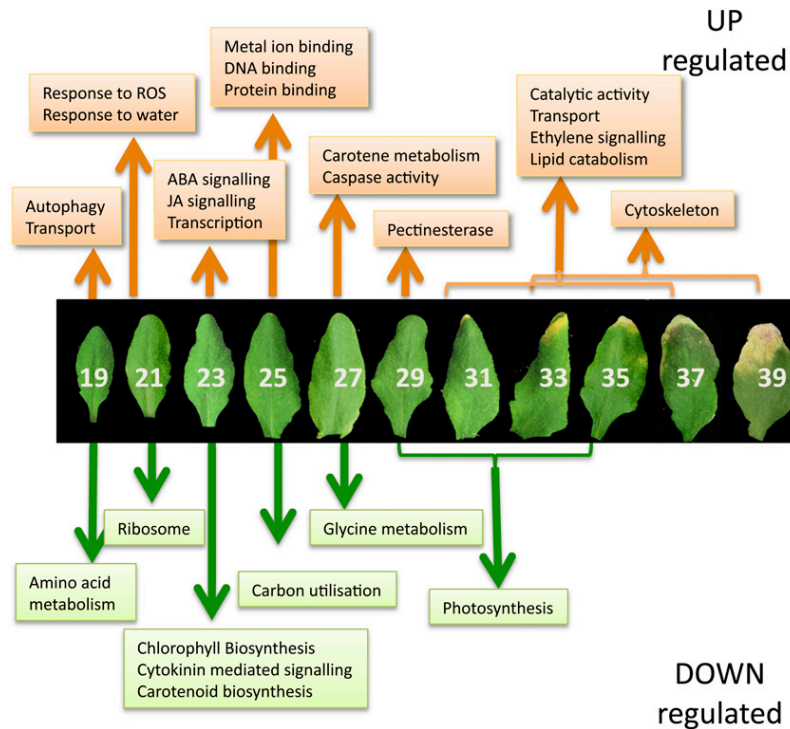 UP
regulated
Metal ion binding
DNA binding
Protein binding
Response to ROS
Response to water
Catalytic activity
Transport
Ethylene signalling
Lipid catabolism
Carotene metabolism
Caspase activity
ABA signalling
JA signalling
Transcription
Autophagy
Transport
Pectinesterase
Cytoskeleton
19 21 23 25 27 29 31 33 35 37 39
Ribosome
Glycine metabolism
Amino acid
metabolism
Carbon utilisation
Photosynthesis
Chlorophyll Biosynthesis
Cytokinin mediated signalling
Carotenoid biosynthesis
DOWN
regulated